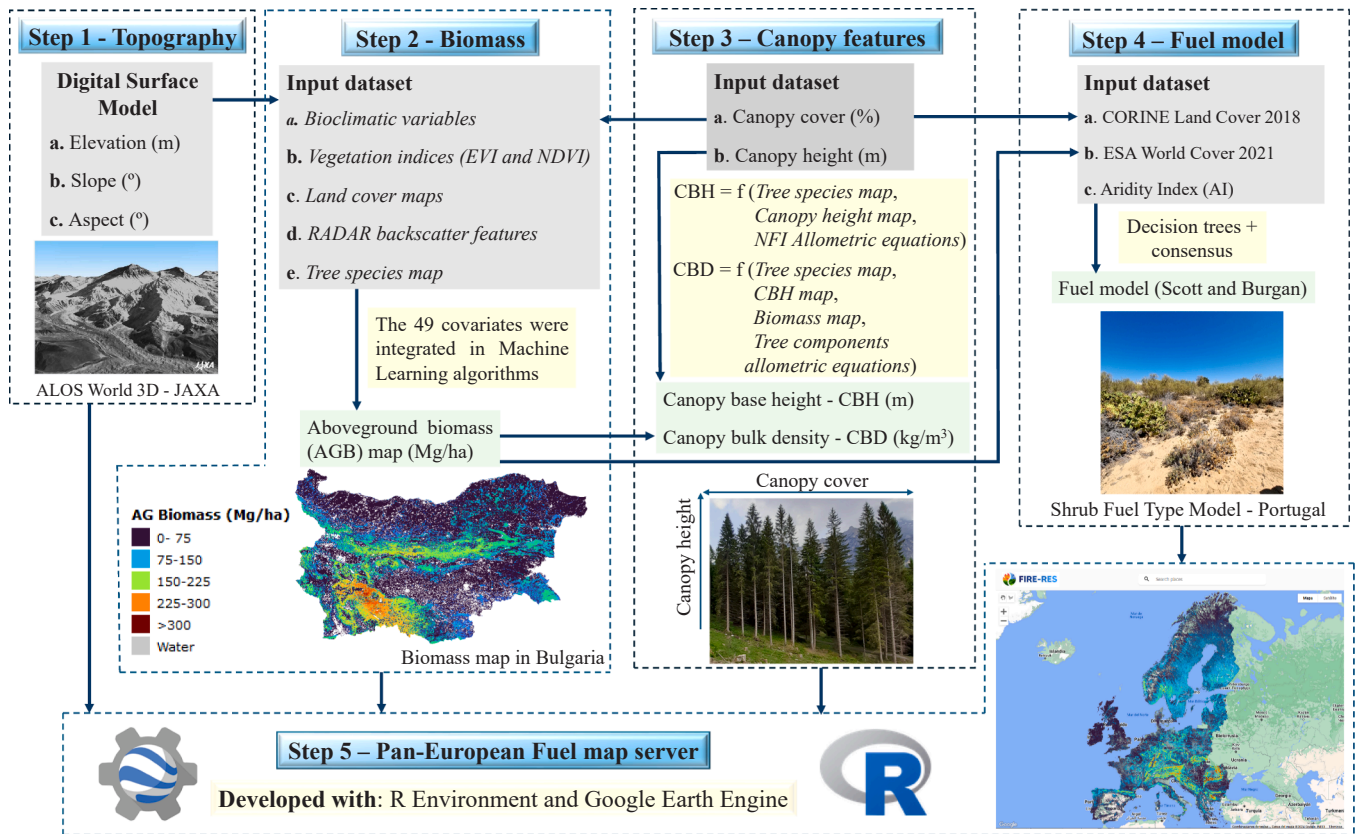 Step 1 - Topography
Digital Surface
Model
a. Elevation (m)
b. Slope (º)
c. Aspect (º)
JAXA
ALOS World 3D - JAXA
Step 2 - Biomass
Input dataset
a. Bioclimatic variables
b. Vegetation indices (EVI and NDVI)
c. Land cover maps
d. RADAR backscatter features
e. Tree species map
The 49 covariates were
integrated in Machine
Learning algorithms
Aboveground biomass
(AGB) map (Mg/ha)
AG Biomass (Mg/ha)
0- 75
75-150
150-225
225-300
>300
Water
Biomass map in Bulgaria
Step 3 – Canopy features
Input dataset
a. Canopy cover (%)
b. Canopy height (m)
CBH = f (Tree species map,
Canopy height map,
NFI Allometric equations)
CBD = f (Tree species map,
CBH map,
Biomass map,
Tree components
allometric equations)
Canopy base height - CBH (m)
Canopy bulk density - CBD (kg/m³)
Canopy cover
Canopy height
Step 4 – Fuel model
Input dataset
a. CORINE Land Cover 2018
b. ESA World Cover 2021
c. Aridity Index (AI)
Decision trees +
consensus
Fuel model (Scott and Burgan)
Shrub Fuel Type Model - Portugal
FIRE-RES
Search places
Step 5 – Pan-European Fuel map server
Developed with: R Environment and Google Earth Engine
R